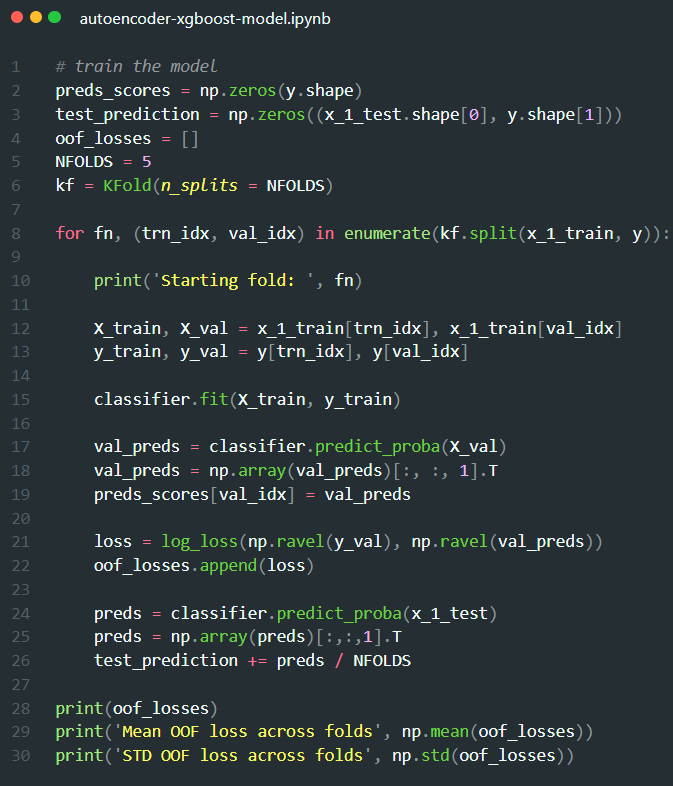 autoencoder-xgboost-model.ipynb
1 # train the model
2 preds_scores = np.zeros(y.shape)
3 test_prediction = np.zeros((x_1_test.shape[0], y.shape[1]))
4 oof_losses = []
5 NFOLDS = 5
6 kf = KFold(n_splits = NFOLDS)
7
8 for fn, (trn_idx, val_idx) in enumerate(kf.split(x_1_train, y)):
9
10     print('Starting fold: ', fn)
11
12     X_train, X_val = x_1_train[trn_idx], x_1_train[val_idx]
13     y_train, y_val = y[trn_idx], y[val_idx]
14
15     classifier.fit(X_train, y_train)
16
17     val_preds = classifier.predict_proba(X_val)
18     val_preds = np.array(val_preds)[:, :, 1].T
19     preds_scores[val_idx] = val_preds
20
21     loss = log_loss(np.ravel(y_val), np.ravel(val_preds))
22     oof_losses.append(loss)
23
24     preds = classifier.predict_proba(x_1_test)
25     preds = np.array(preds)[:,:,1].T
26     test_prediction += preds / NFOLDS
27
28 print(oof_losses)
29 print('Mean OOF loss across folds', np.mean(oof_losses))
30 print('STD OOF loss across folds', np.std(oof_losses))